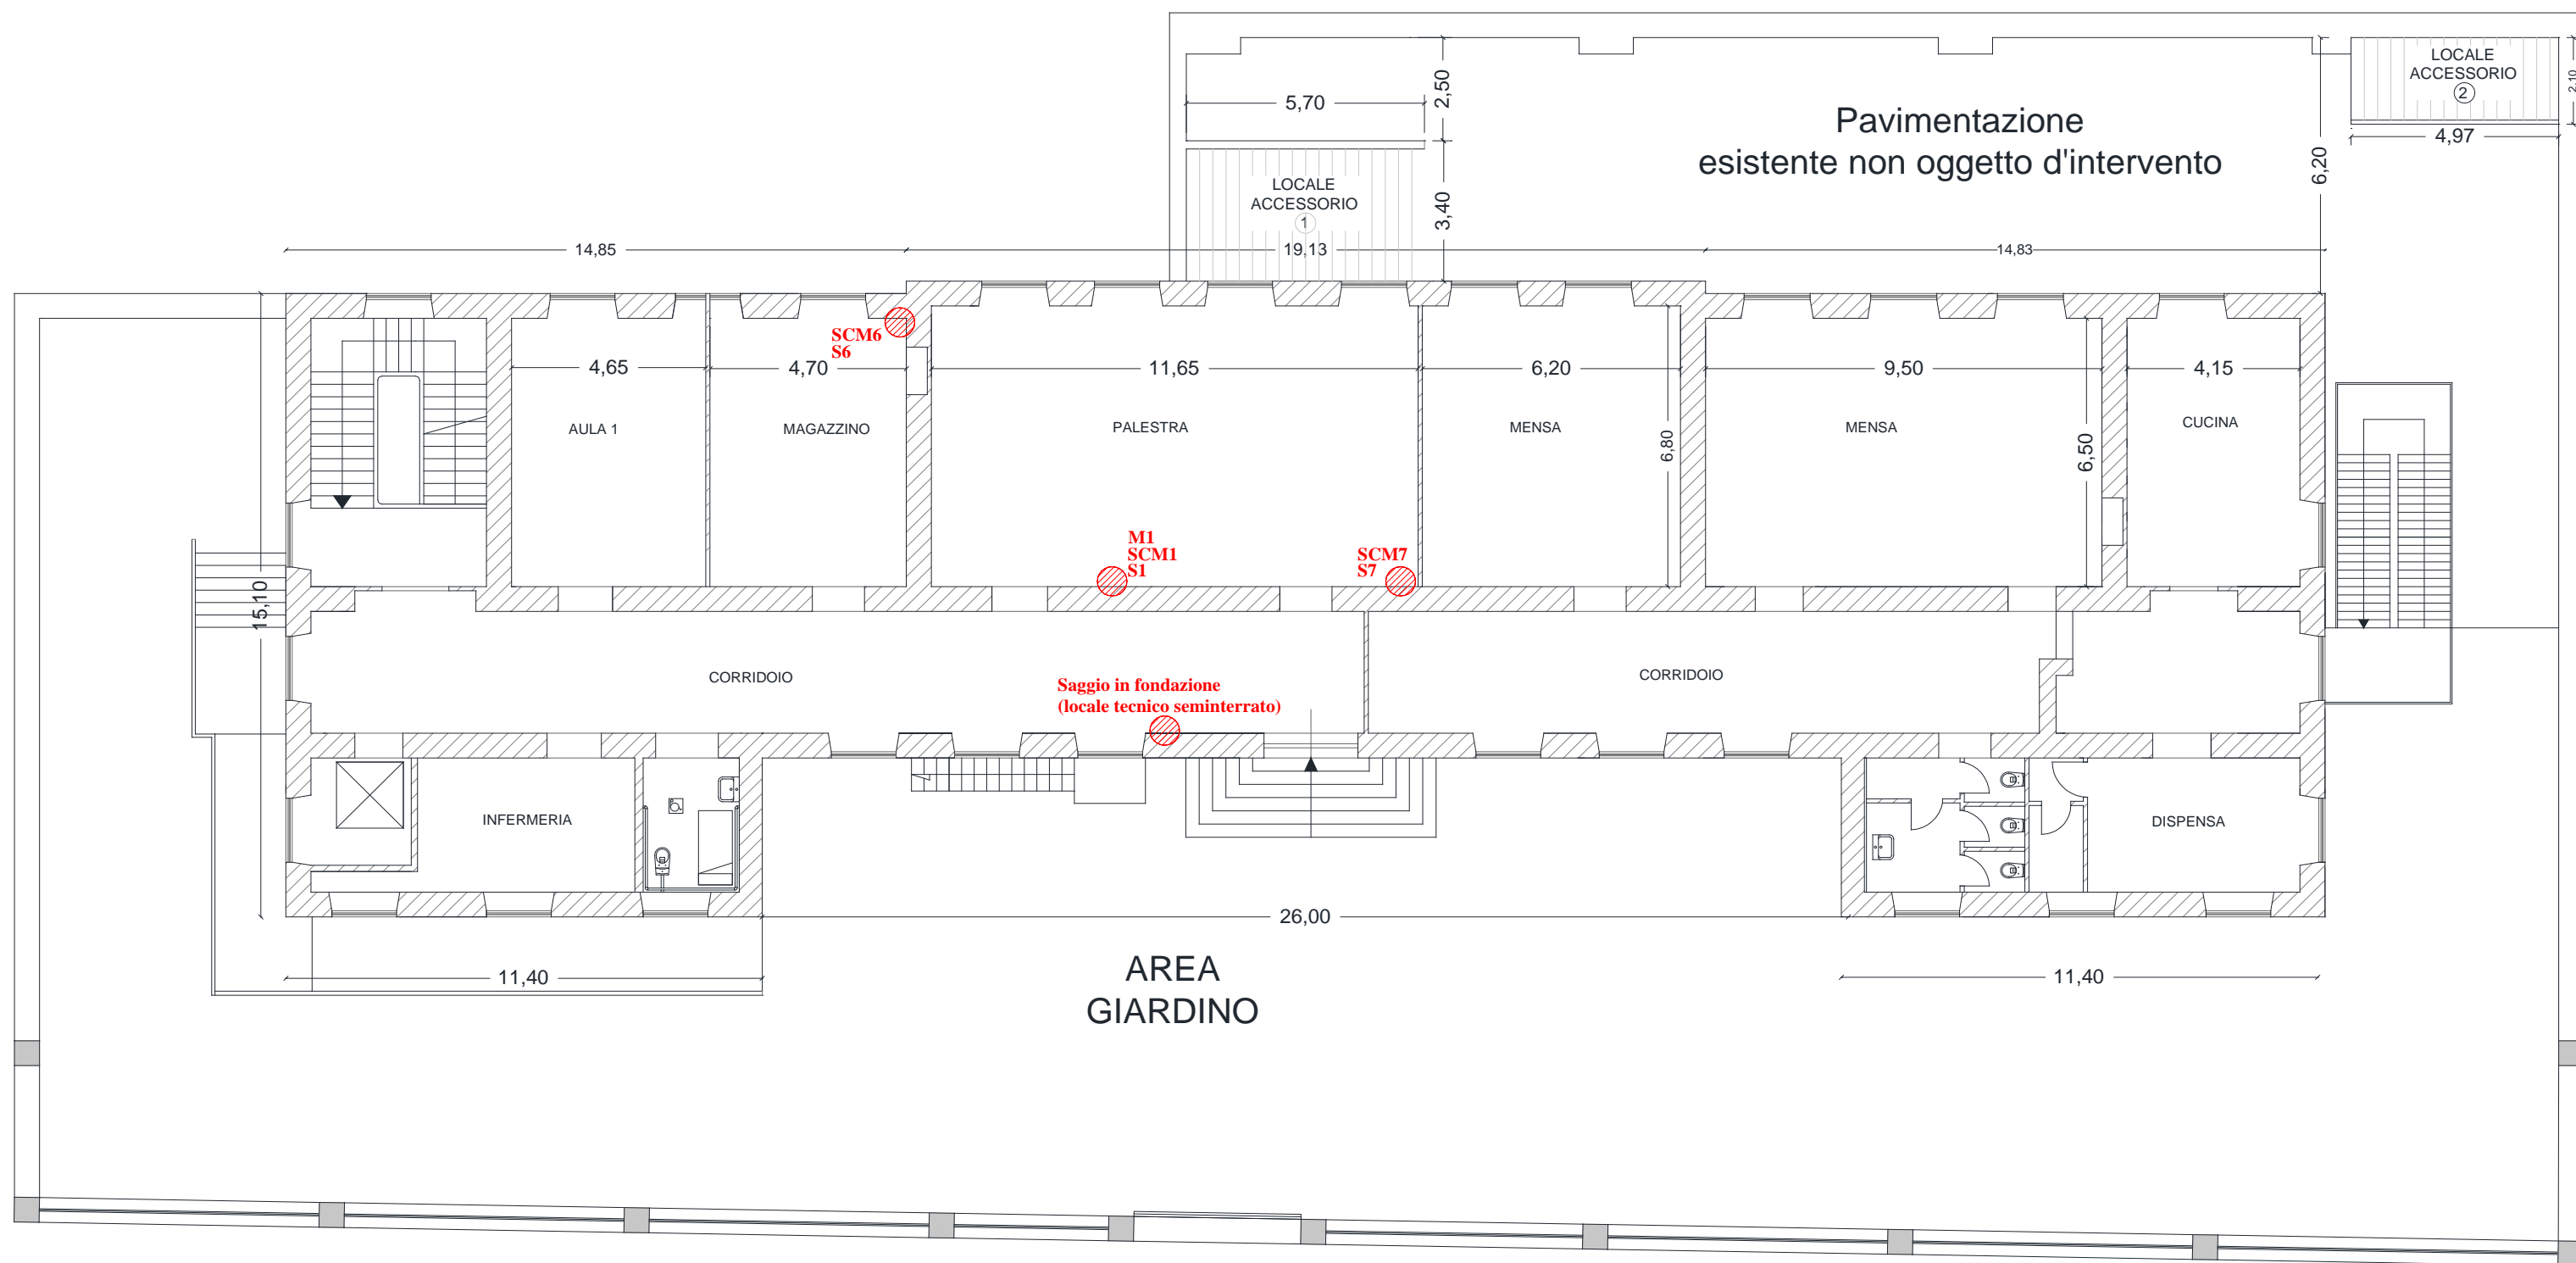 LOCALE
ACCESSORIO
2
2,10
4,97
5,70
2,50
Pavimentazione
esistente non oggetto d'intervento
6,20
LOCALE
ACCESSORIO
1
3,40
14,85
19,13
14,83
SCM6
S6
4,65
4,70
11,65
6,20
9,50
4,15
AULA 1
MAGAZZINO
PALESTRA
MENSA
6,80
MENSA
6,50
CUCINA
M1
SCM1
S1
SCM7
S7
15,10
CORRIDOIO
Saggio in fondazione
(locale tecnico seminterrato)
CORRIDOIO
INFERMERIA
DISPENSA
26,00
11,40
AREA
GIARDINO
11,40